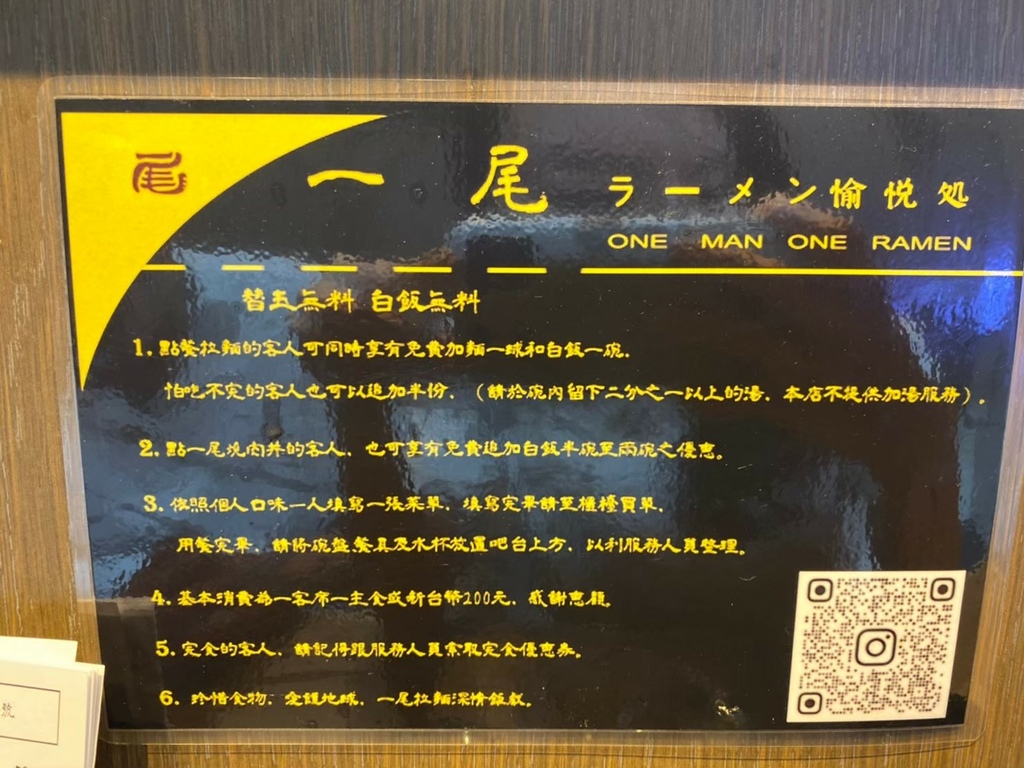 尾
一尾 ラーメン愉悦処
ONE MAN ONE RAMEN
替玉無料 白飯無料
1. 點餐拉麵的客人可同時享有免費加麵一球和白飯一碗.
怕吃不完的客人也可以追加半份. (請於碗內留下二分之一以上的湯. 本店不提供加湯服務)。
2. 點一尾燒肉丼的客人. 也可享有免費追加白飯半碗至兩碗之優惠。
3. 依照個人口味一人填寫一張菜單. 填寫完畢請至櫃檯買單.
用餐完畢. 請將碗盤餐具及水杯放置吧台上方. 以利服務人員整理。
4. 基本消費為一客席一主食或新台幣200元. 感謝惠顧。
5. 定食的客人. 請記得跟服務人員索取定食優惠券。
6. 珍惜食物. 愛護地球. 一尾拉麵深情鉅獻。
號